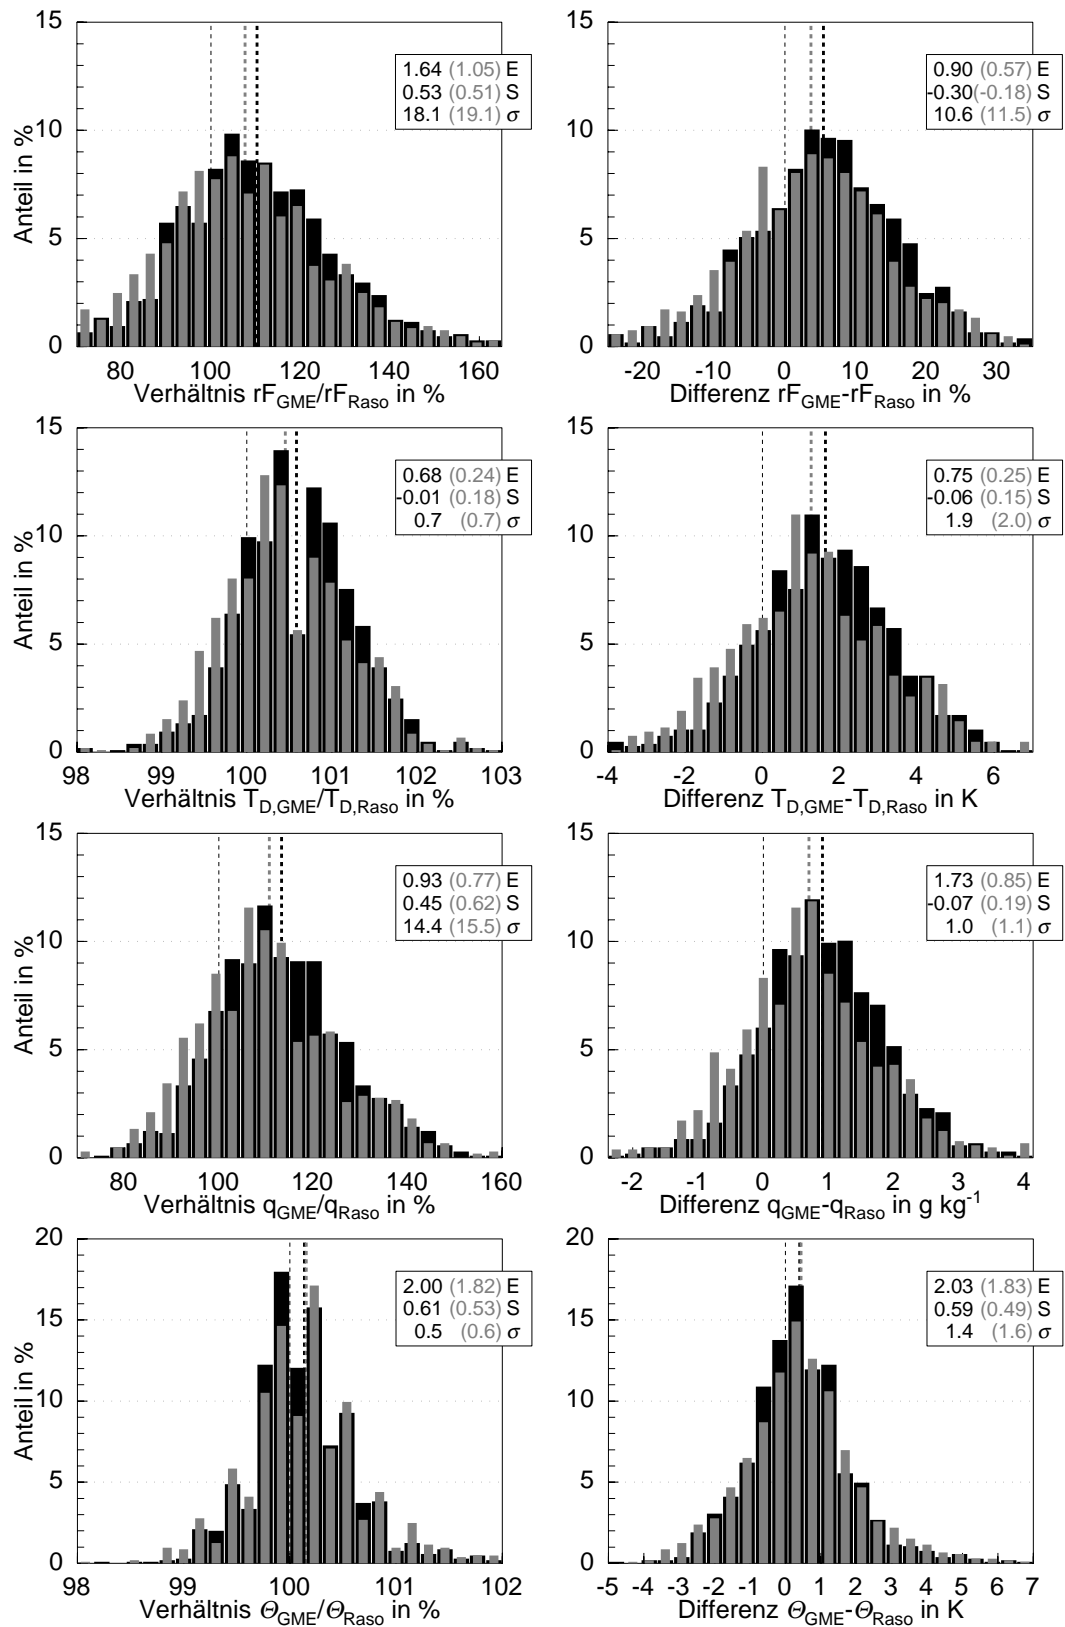 15
10
5
0
Anteil in %
1.64 (1.05) E
0.53 (0.51) S
18.1 (19.1) σ
80 100 120 140 160
Verhältnis rF_GME/rF_Raso in %
15
10
5
0
0.90 (0.57) E
-0.30(-0.18) S
10.6 (11.5) σ
-20 -10 0 10 20 30
Differenz rF_GME-rF_Raso in %
15
10
5
0
Anteil in %
0.68 (0.24) E
-0.01 (0.18) S
0.7 (0.7) σ
98 99 100 101 102 103
Verhältnis T_D,GME/T_D,Raso in %
15
10
5
0
0.75 (0.25) E
-0.06 (0.15) S
1.9 (2.0) σ
-4 -2 0 2 4 6
Differenz T_D,GME-T_D,Raso in K
15
10
5
0
Anteil in %
0.93 (0.77) E
0.45 (0.62) S
14.4 (15.5) σ
80 100 120 140 160
Verhältnis q_GME/q_Raso in %
15
10
5
0
1.73 (0.85) E
-0.07 (0.19) S
1.0 (1.1) σ
-2 -1 0 1 2 3 4
Differenz q_GME-q_Raso in g kg⁻¹
20
15
10
5
0
Anteil in %
2.00 (1.82) E
0.61 (0.53) S
0.5 (0.6) σ
98 99 100 101 102
Verhältnis Θ_GME/Θ_Raso in %
20
15
10
5
0
2.03 (1.83) E
0.59 (0.49) S
1.4 (1.6) σ
-5 -4 -3 -2 -1 0 1 2 3 4 5 6 7
Differenz Θ_GME-Θ_Raso in K